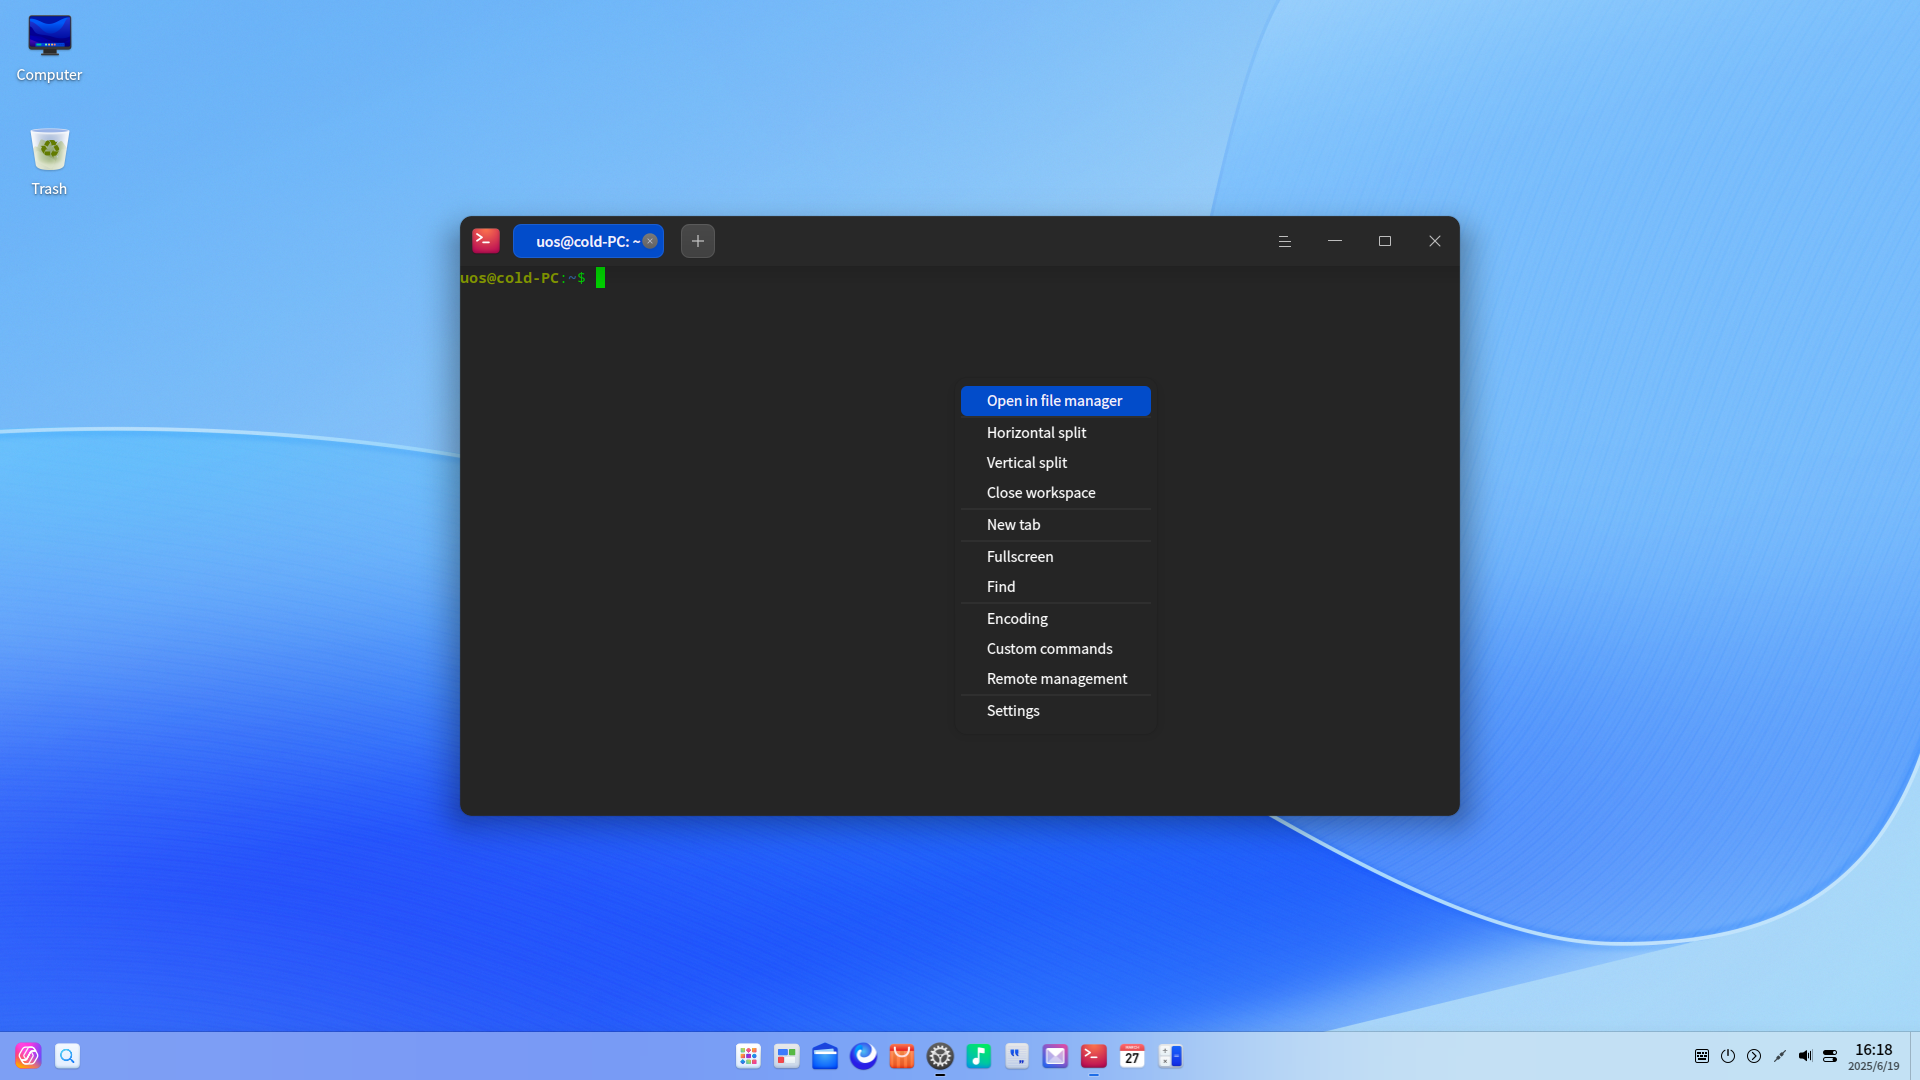 Computer
Trash
uos@cold-PC: ~
uos@cold-PC:~$
Open in file manager
Horizontal split
Vertical split
Close workspace
New tab
Fullscreen
Find
Encoding
Custom commands
Remote management
Settings
MARCH
27
16:18
2025/6/19